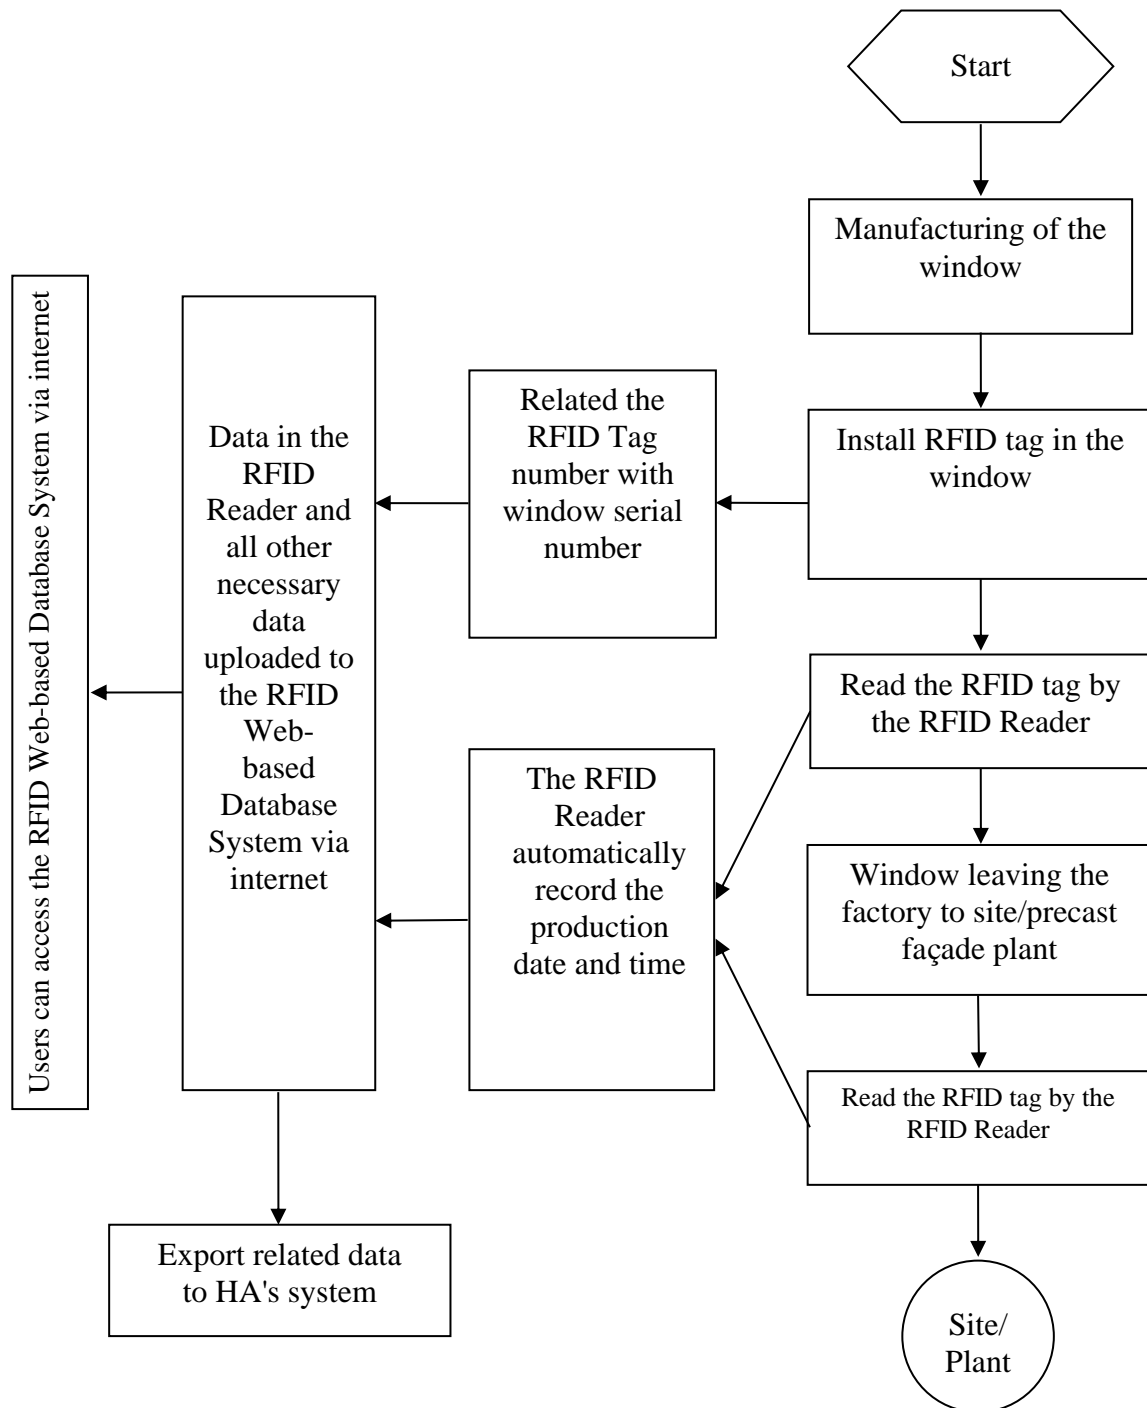 Start
Manufacturing of the
window
Users can access the RFID Web-based Database System via internet
Data in the
RFID
Reader and
all other
necessary
data
uploaded to
the RFID
Web-
based
Database
System via
internet
Related the
RFID Tag
number with
window serial
number
Install RFID tag in the
window
Read the RFID tag by
the RFID Reader
The RFID
Reader
automatically
record the
production
date and time
Window leaving the
factory to site/precast
façade plant
Read the RFID tag by the
RFID Reader
Export related data
to HA's system
Site/
Plant